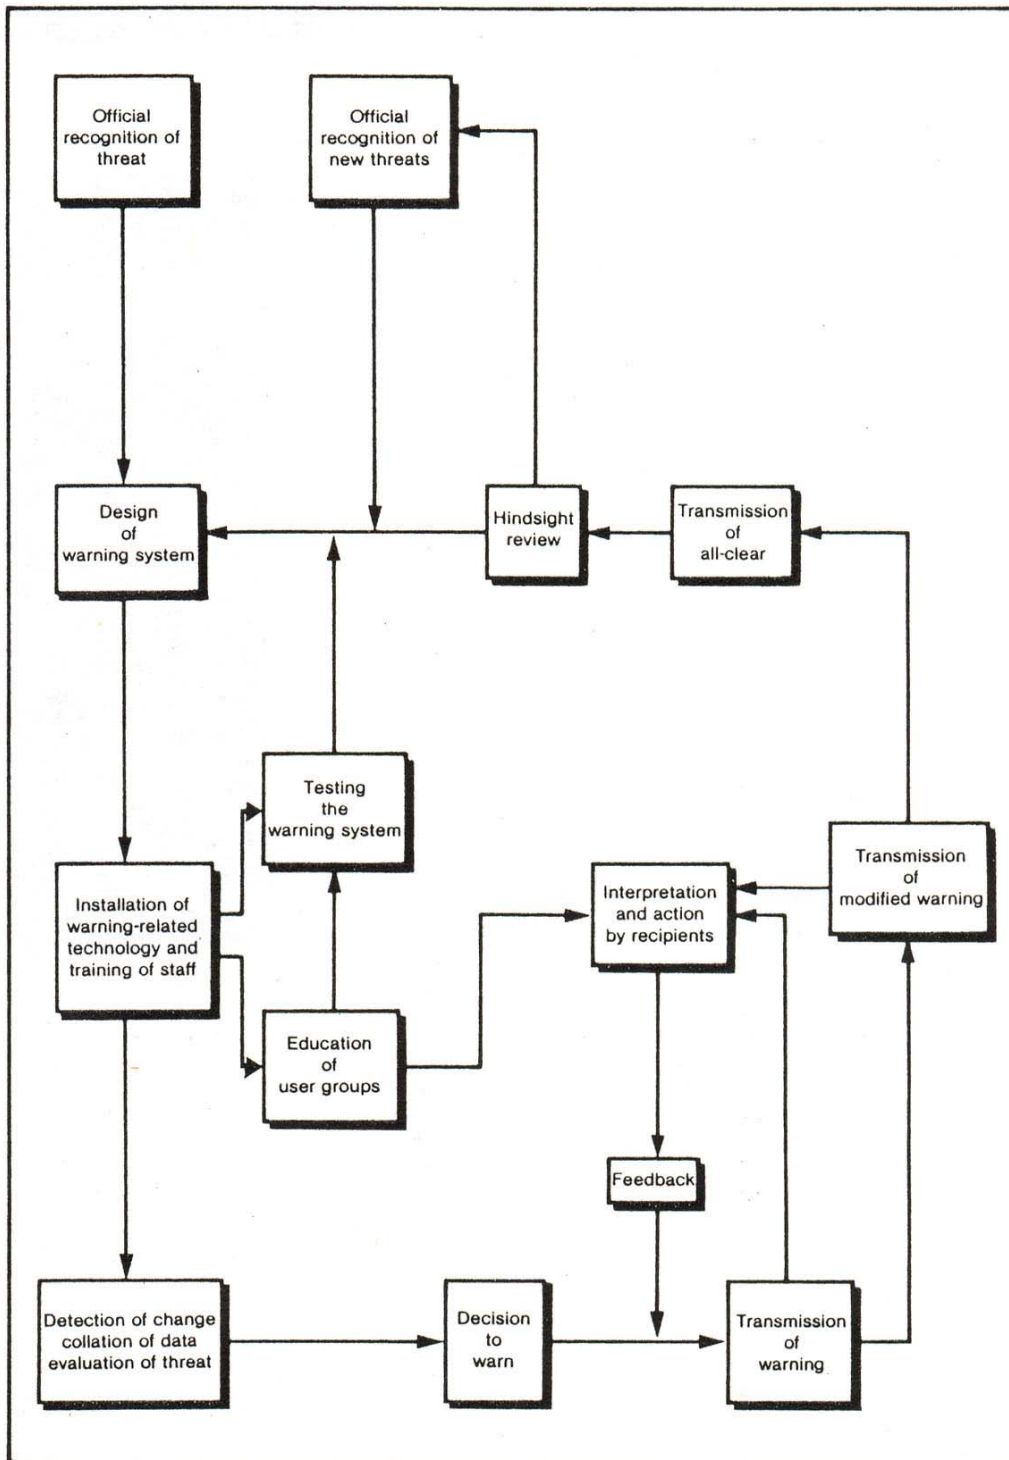 Official
recognition of
threat
Official
recognition of
new threats
Design
of
warning system
Hindsight
review
Transmission
of
all-clear
Testing
the
warning system
Installation of
warning-related
technology and
training of staff
Interpretation
and action
by recipients
Transmission
of
modified warning
Education
of
user groups
Feedback
Detection of change
collation of data
evaluation of threat
Decision
to
warn
Transmission
of
warning